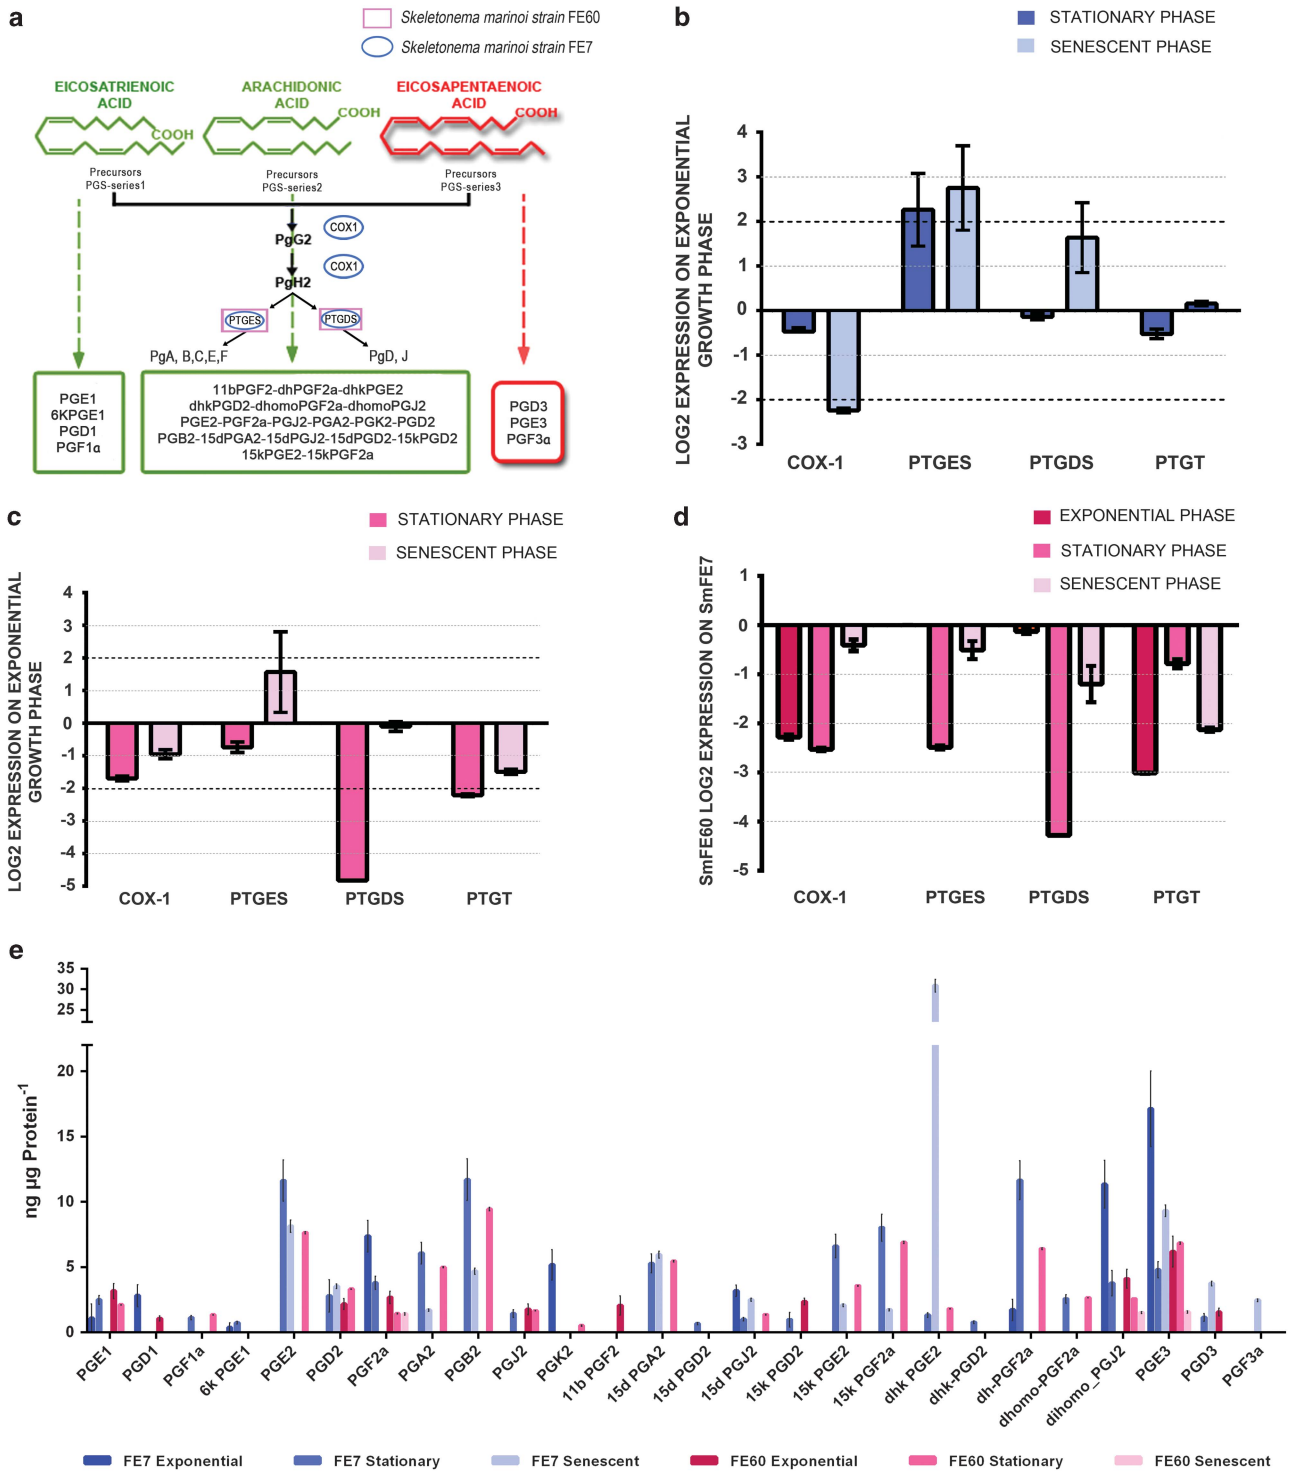 a
Skeletonema marinoi strain FE60
Skeletonema marinoi strain FE7
EICOSATRIENOIC
ACID
ARACHIDONIC
ACID
EICOSAPENTAENOIC
ACID
COOH
COOH
COOH
Precursors
PGS-series1
Precursors
PGS-series2
Precursors
PGS-series3
COX1
PgG2
COX1
PgH2
PTGES
PTGDS
PgA, B,C,E,F
PgD, J
PGE1
6KPGE1
PGD1
PGF1α
11bPGF2-dhPGF2a-dhkPGE2
dhkPGD2-dhomoPGF2a-dhomoPGJ2
PGE2-PGF2a-PGJ2-PGA2-PGK2-PGD2
PGB2-15dPGA2-15dPGJ2-15dPGD2-15kPGD2
15kPGE2-15kPGF2a
PGD3
PGE3
PGF3α
b
STATIONARY PHASE
SENESCENT PHASE
LOG2 EXPRESSION ON EXPONENTIAL
GROWTH PHASE
4
3
2
1
0
-1
-2
-3
COX-1
PTGES
PTGDS
PTGT
c
STATIONARY PHASE
SENESCENT PHASE
LOG2 EXPRESSION ON EXPONENTIAL
GROWTH PHASE
4
3
2
1
0
-1
-2
-3
-4
-5
COX-1
PTGES
PTGDS
PTGT
d
EXPONENTIAL PHASE
STATIONARY PHASE
SENESCENT PHASE
SmFE60 LOG2 EXPRESSION ON SmFE7
1
0
-1
-2
-3
-4
-5
COX-1
PTGES
PTGDS
PTGT
e
ng µg Protein⁻¹
35
30
25
20
15
10
5
0
PGE1
PGD1
PGF1a
6k PGE1
PGE2
PGD2
PGF2a
PGA2
PGB2
PGJ2
PGK2
11b PGF2
15d PGA2
15d PGD2
15d PGJ2
15k PGD2
15k PGE2
15k PGF2a
dhk PGE2
dhk-PGD2
dh-PGF2a
dhomo-PGF2a
dihomo_PGJ2
PGE3
PGD3
PGF3a
FE7 Exponential
FE7 Stationary
FE7 Senescent
FE60 Exponential
FE60 Stationary
FE60 Senescent